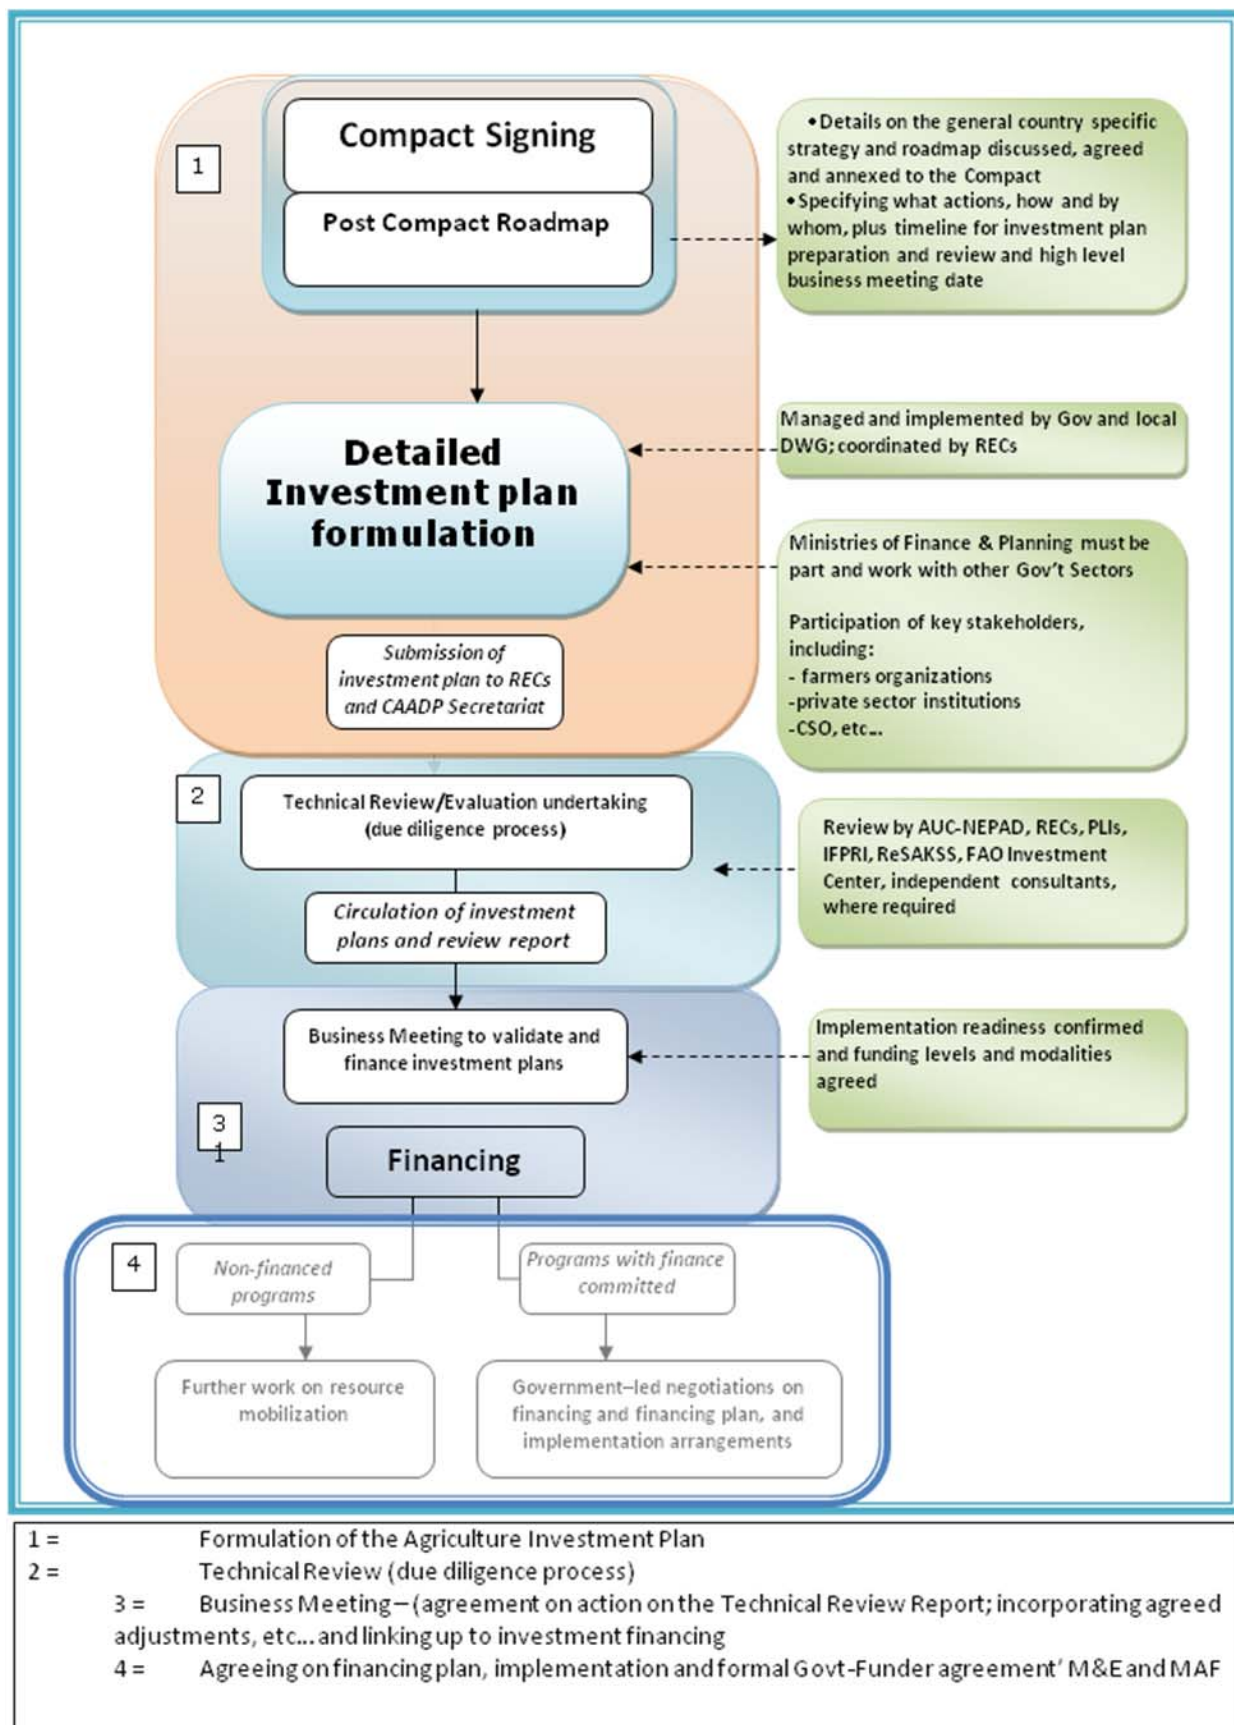 Compact Signing
1
Post Compact Roadmap
•Details on the general country specific
strategy and roadmap discussed, agreed
and annexed to the Compact
•Specifying what actions, how and by
whom, plus timeline for investment plan
preparation and review and high level
business meeting date
Detailed
Investment plan
formulation
Managed and implemented by Gov and local
DWG; coordinated by RECs
Ministries of Finance & Planning must be
part and work with other Gov't Sectors
Participation of key stakeholders,
including:
- farmers organizations
-private sector institutions
-CSO, etc...
Submission of
investment plan to RECs
and CAADP Secretariat
2
Technical Review/Evaluation undertaking
(due diligence process)
Review by AUC-NEPAD, RECs, PLIs,
IFPRI, ReSAKSS, FAO Investment
Center, independent consultants,
where required
Circulation of investment
plans and review report
Business Meeting to validate and
finance investment plans
Implementation readiness confirmed
and funding levels and modalities
agreed
3
1
Financing
4
Non-financed
programs
Programs with finance
committed
Further work on resource
mobilization
Government–led negotiations on
financing and financing plan, and
implementation arrangements
1 = Formulation of the Agriculture Investment Plan
2 = Technical Review (due diligence process)
3 = Business Meeting – (agreement on action on the Technical Review Report; incorporating agreed
adjustments, etc... and linking up to investment financing
4 = Agreeing on financing plan, implementation and formal Govt-Funder agreement' M&E and MAF